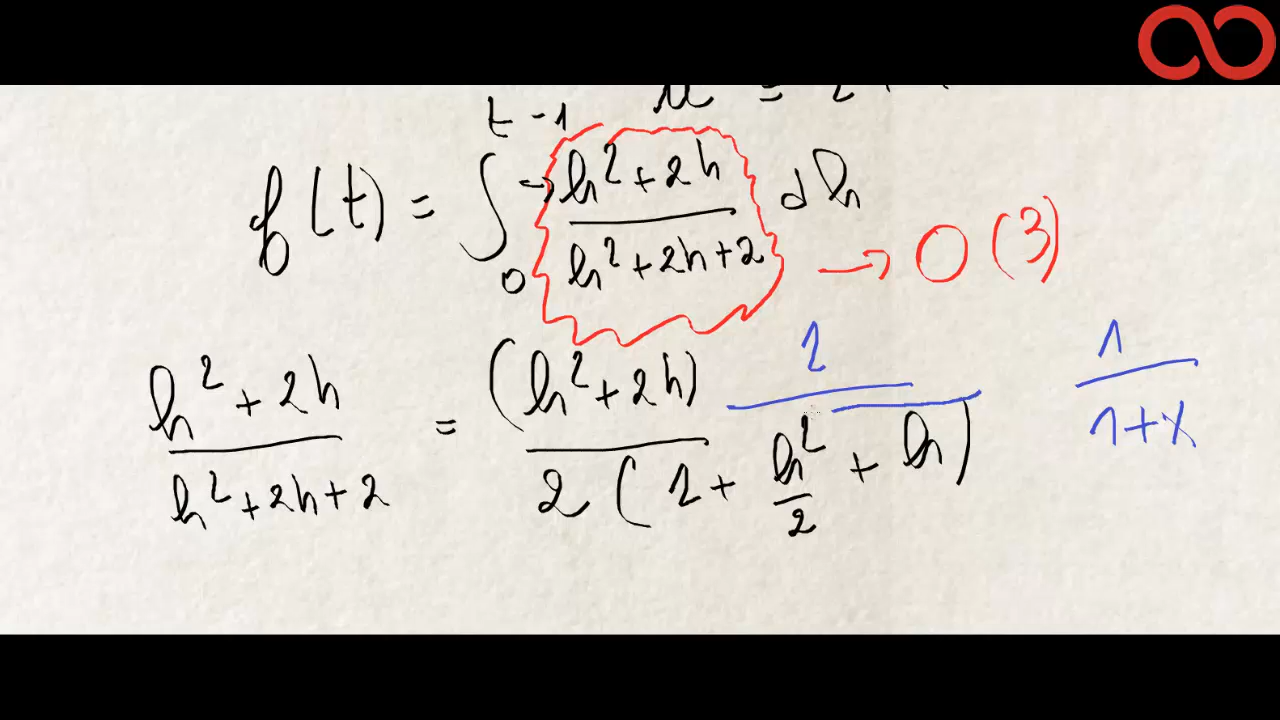 t - 1
f(t) = ∫₀ (h² + 2h)/(h² + 2h + 2) dh → O(3)
(h² + 2h)/(h² + 2h + 2) = (h² + 2h)/2 · 1/(1 + h²/2 + h) 1/(1 + x)